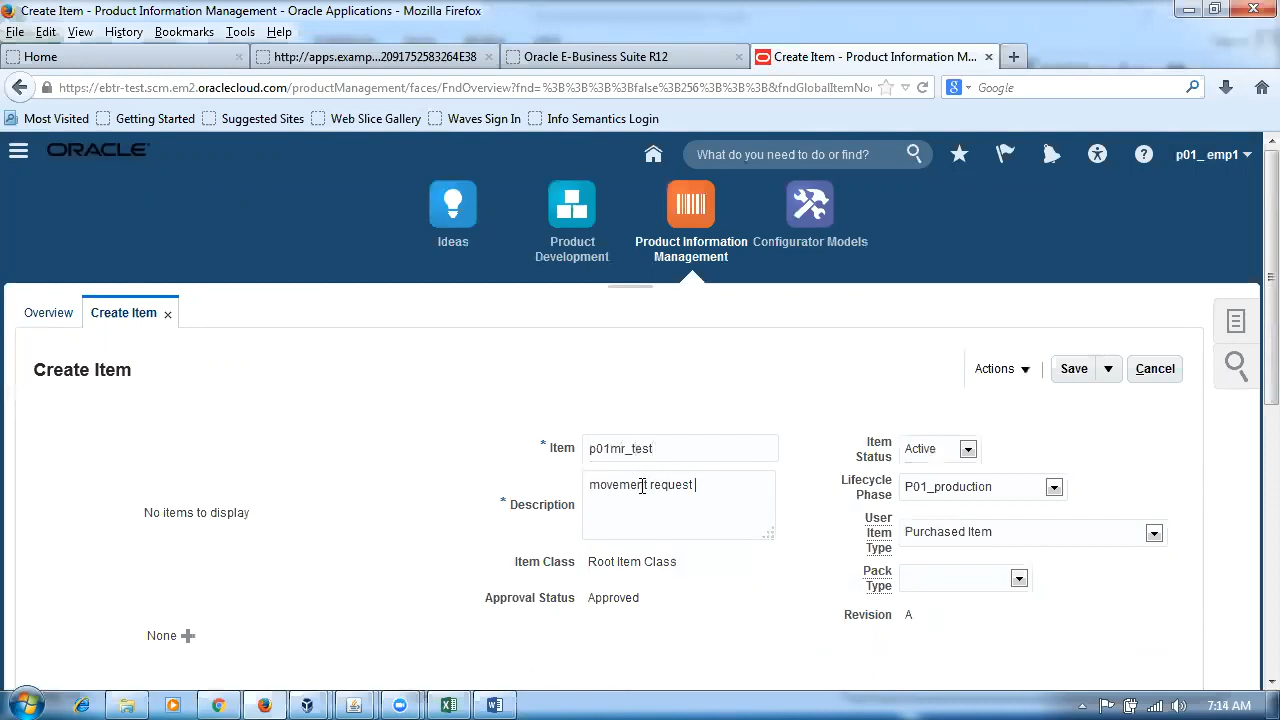 Create Item - Product Information Management - Oracle Applications - Mozilla Firefox
File Edit View History Bookmarks Tools Help
Home × http://apps.examp...2091752583264E38 × Oracle E-Business Suite R12 × Create Item - Product Information M... ×
https://ebtr-test.scm.em2.oraclecloud.com/productManagement/faces/FndOverview?fnd=%3B%3B%3Bfalse%3B256%3B%3B%3B&fndGlobalItemNo Google
Most Visited Getting Started Suggested Sites Web Slice Gallery Waves Sign In Info Semantics Login
ORACLE What do you need to do or find? p01_ emp1
Ideas Product Development Product Information Management Configurator Models
Overview Create Item ×
Create Item Actions Save Cancel
* Item p01mr_test
Item Status Active
* Description movement request
Lifecycle Phase P01_production
No items to display
User Item Type Purchased Item
Item Class Root Item Class
Pack Type
Approval Status Approved
Revision A
None
7:14 AM